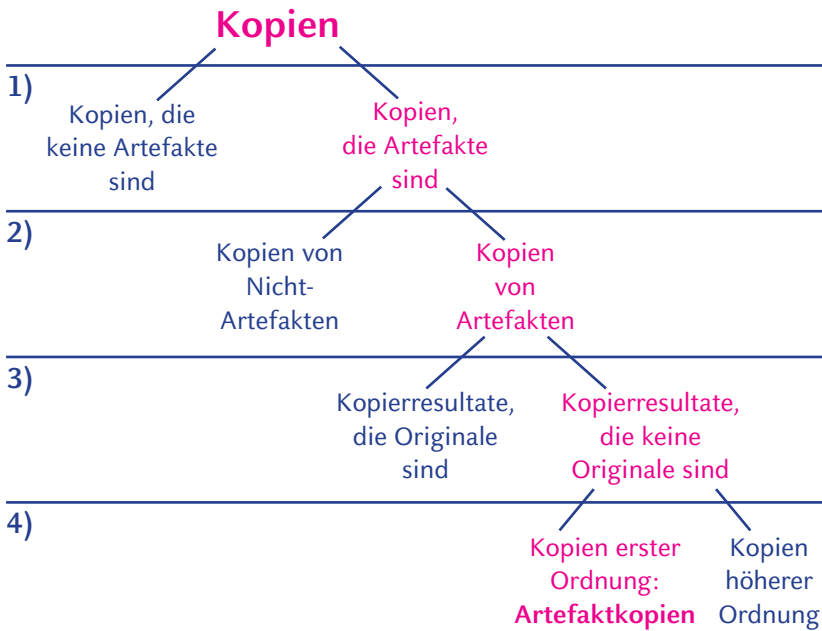 Kopien
1)
Kopien, die
keine Artefakte
sind
Kopien,
die Artefakte
sind
2)
Kopien von
Nicht-
Artefakten
Kopien
von
Artefakten
3)
Kopierresultate,
die Originale
sind
Kopierresultate,
die keine
Originale sind
4)
Kopien erster
Ordnung:
Artefaktkopien
Kopien
höherer
Ordnung